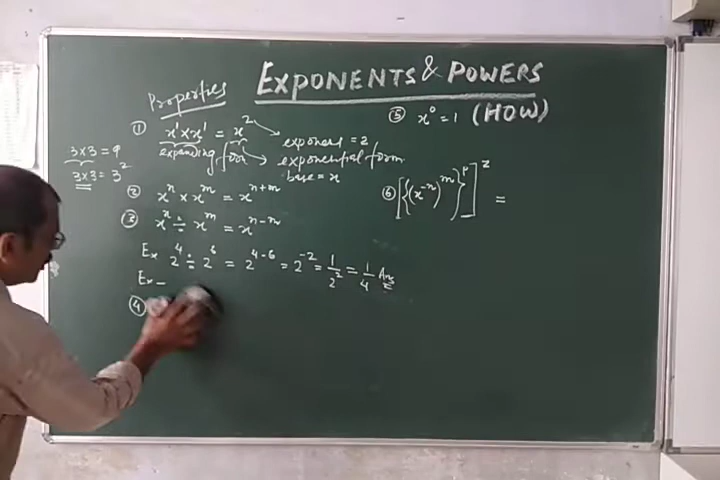 EXPONENTS & POWERS
Properties
① x¹ × x¹ = x²
expanding form
exponent = 2
exponential form
base = x
3×3 = 9
3×3 = 3²
② xⁿ × xᵐ = xⁿ⁺ᵐ
③ xⁿ ÷ xᵐ = xⁿ⁻ᵐ
Ex 2⁴ ÷ 2⁶ = 2⁴⁻⁶ = 2⁻² = 1/2² = 1/4 Ans
Ex –
④
⑤ x⁰ = 1 (HOW)
⑥ [{(x⁻ⁿ)ᵐ}ᵖ]ᶻ =